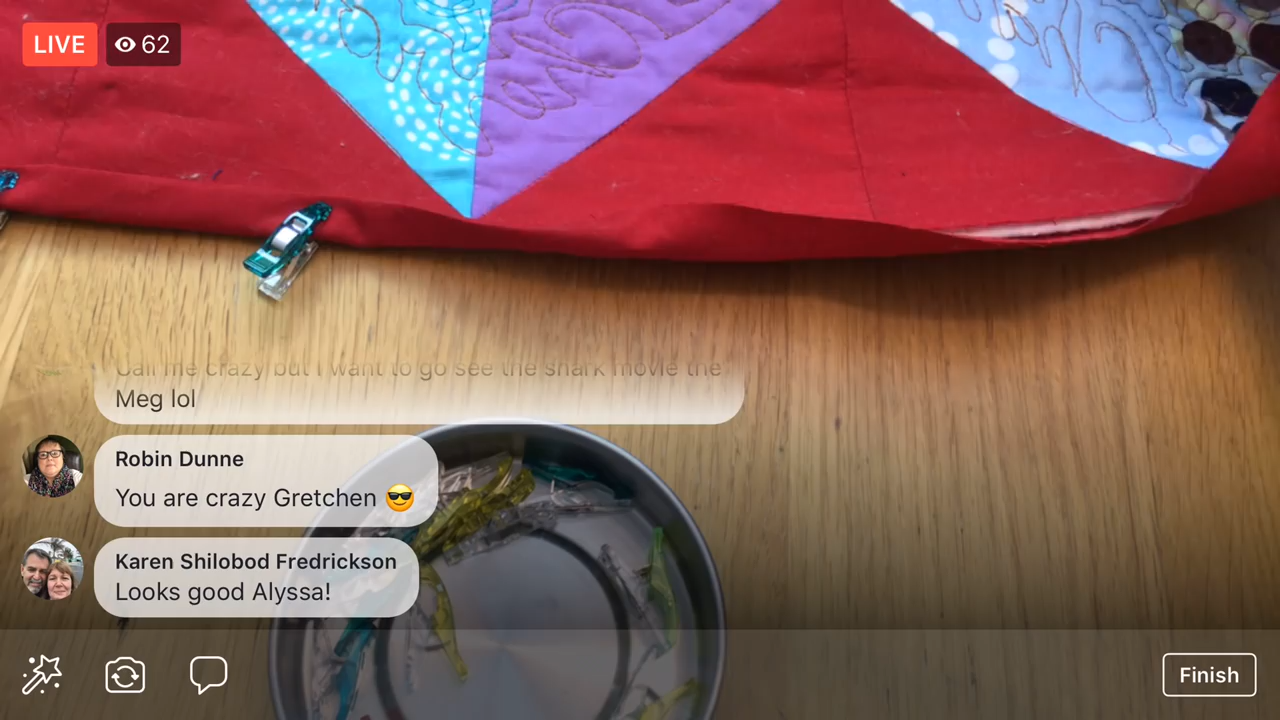 LIVE 62
Call me crazy but I want to go see the shark movie the
Meg lol
Robin Dunne
You are crazy Gretchen 😎
Karen Shilobod Fredrickson
Looks good Alyssa!
Finish